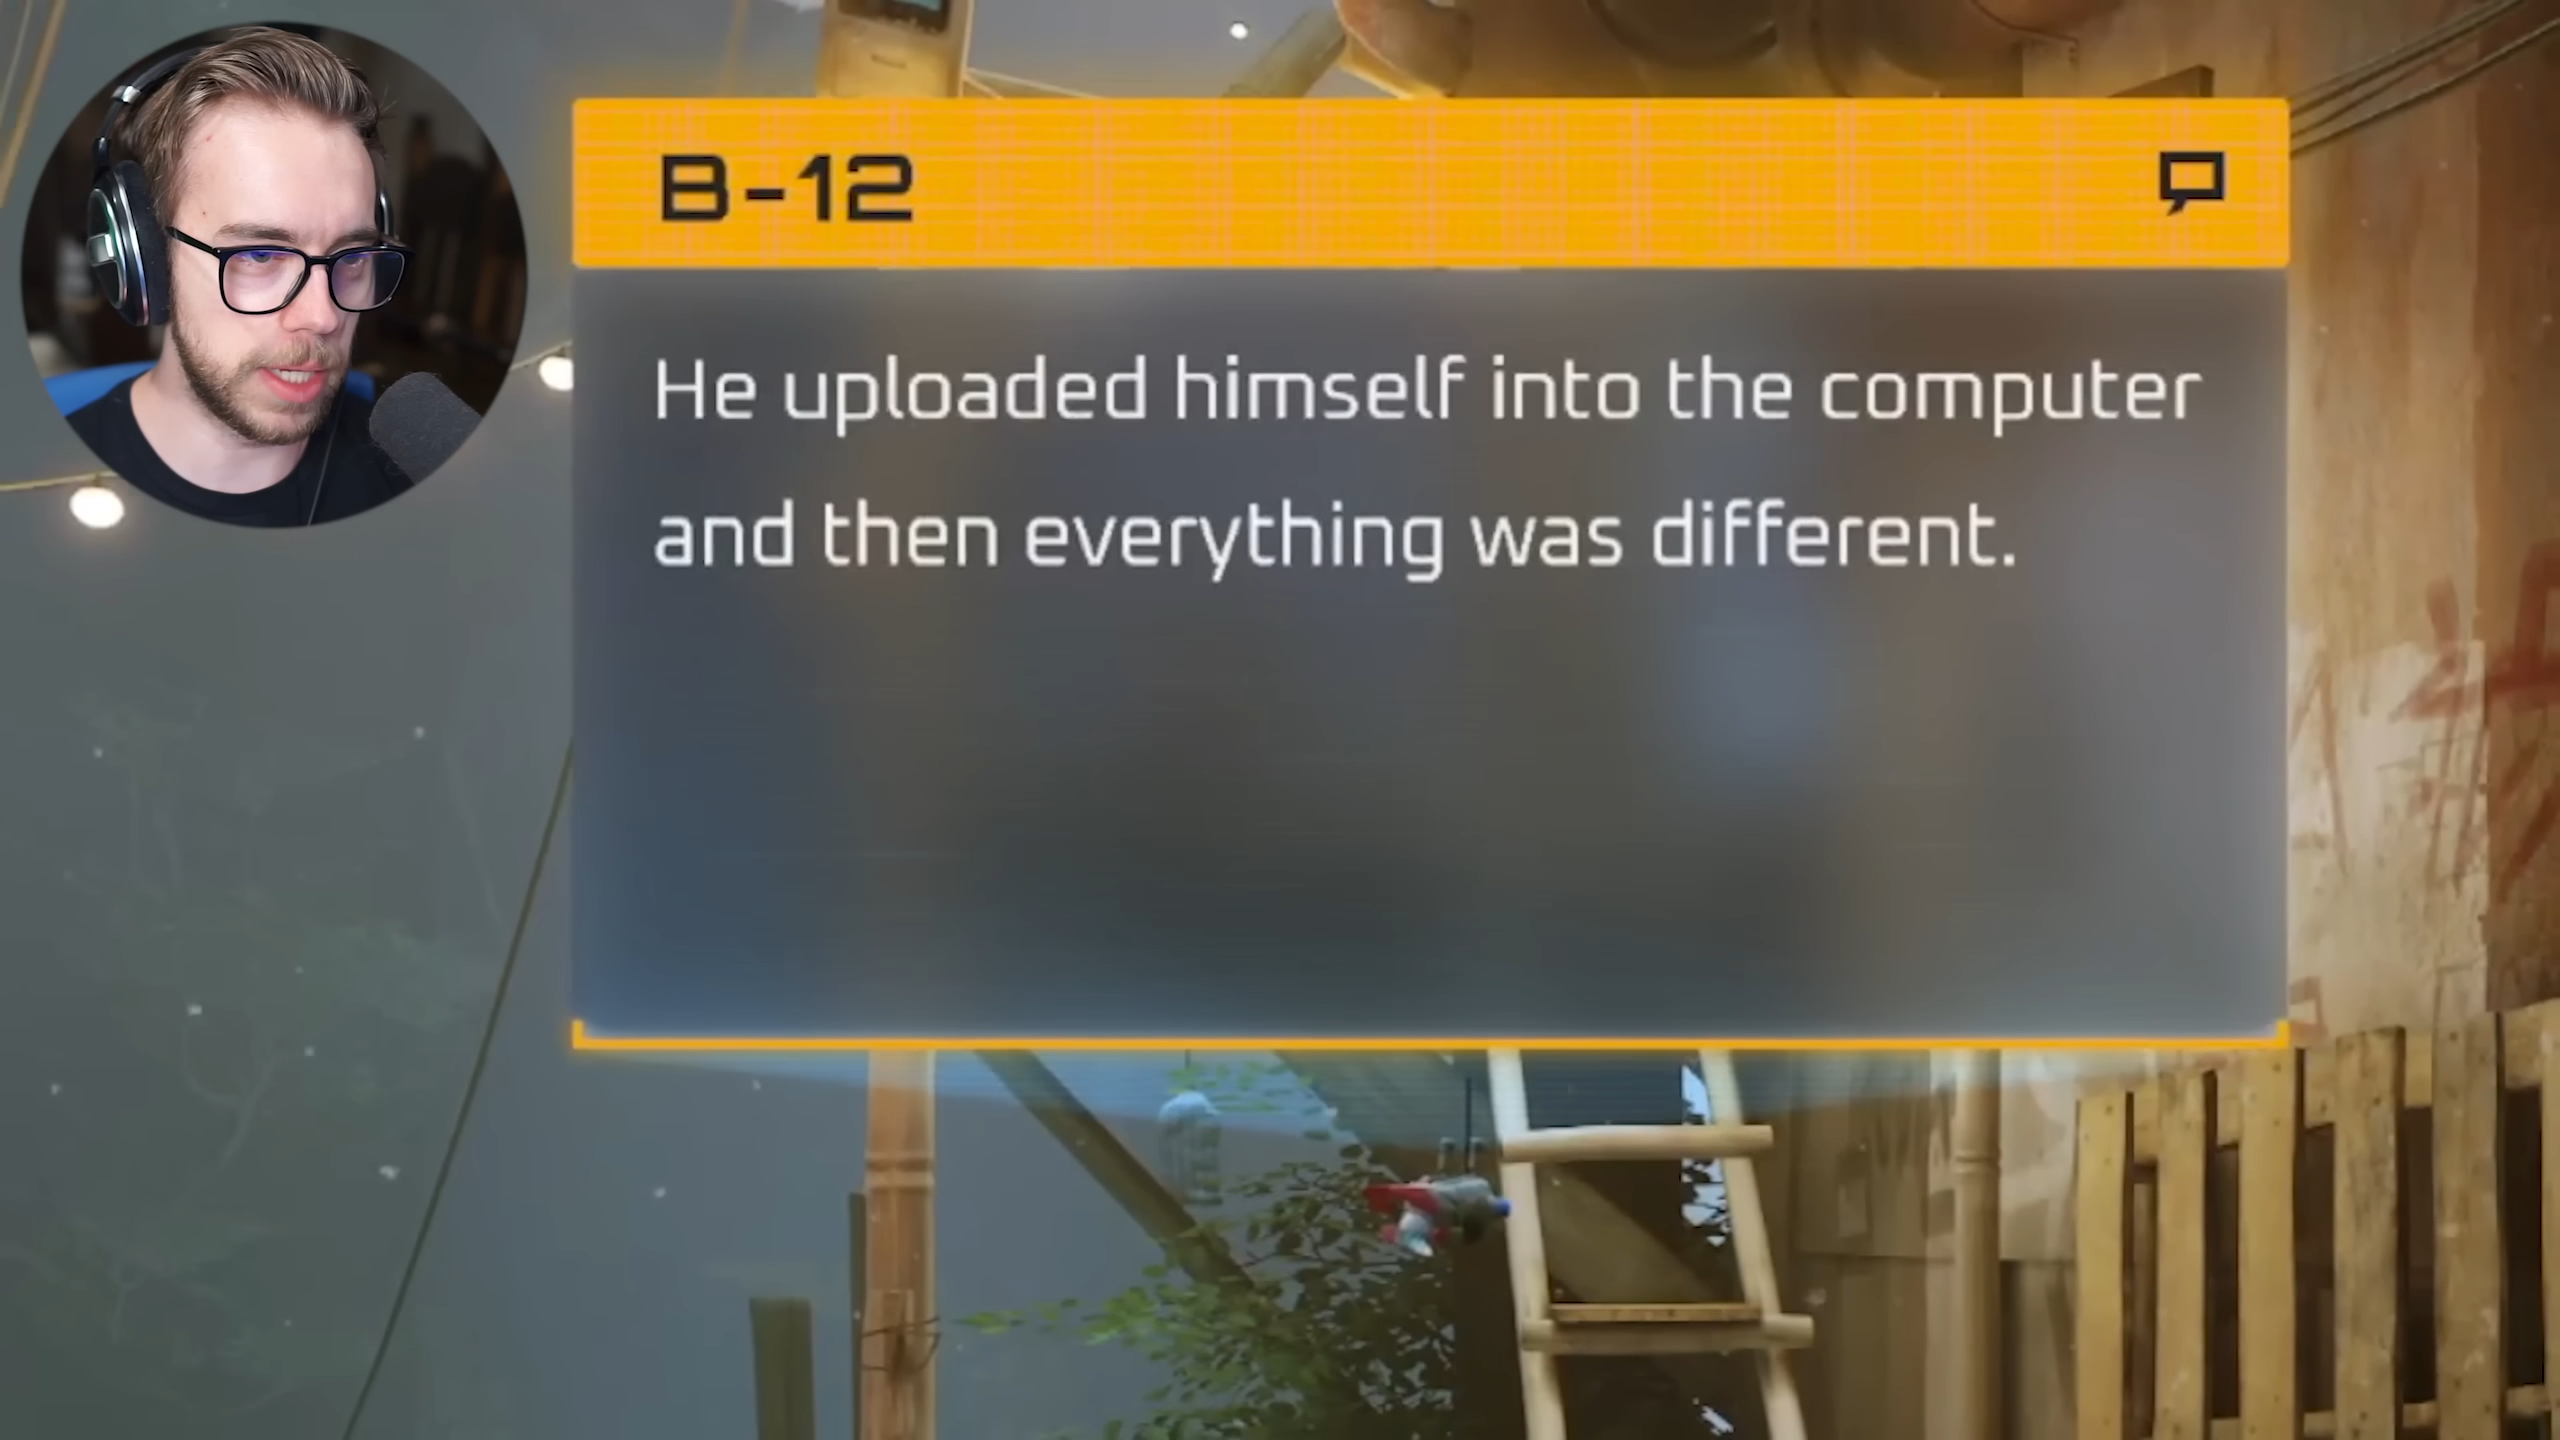 B-12
He uploaded himself into the computer
and then everything was different.